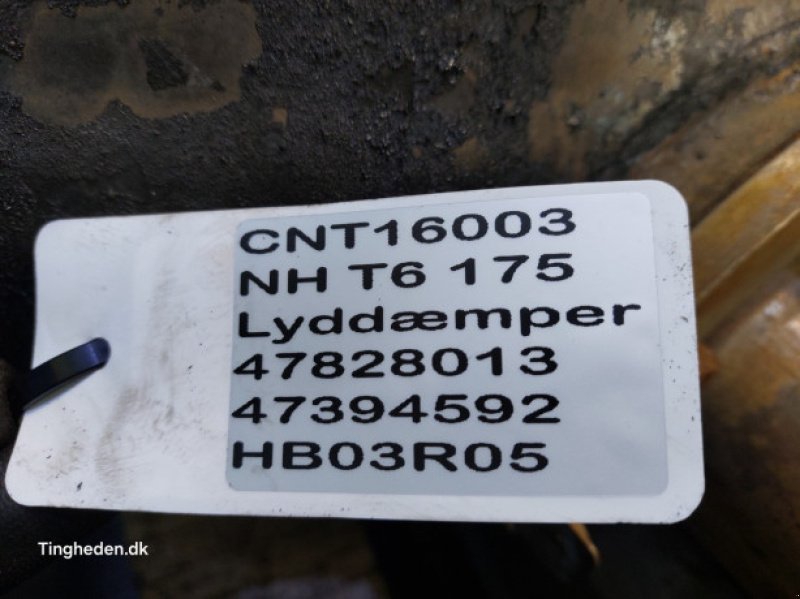 CNT16003
NH T6 175
Lyddæmper
47828013
47394592
HB03R05
Tingheden.dk